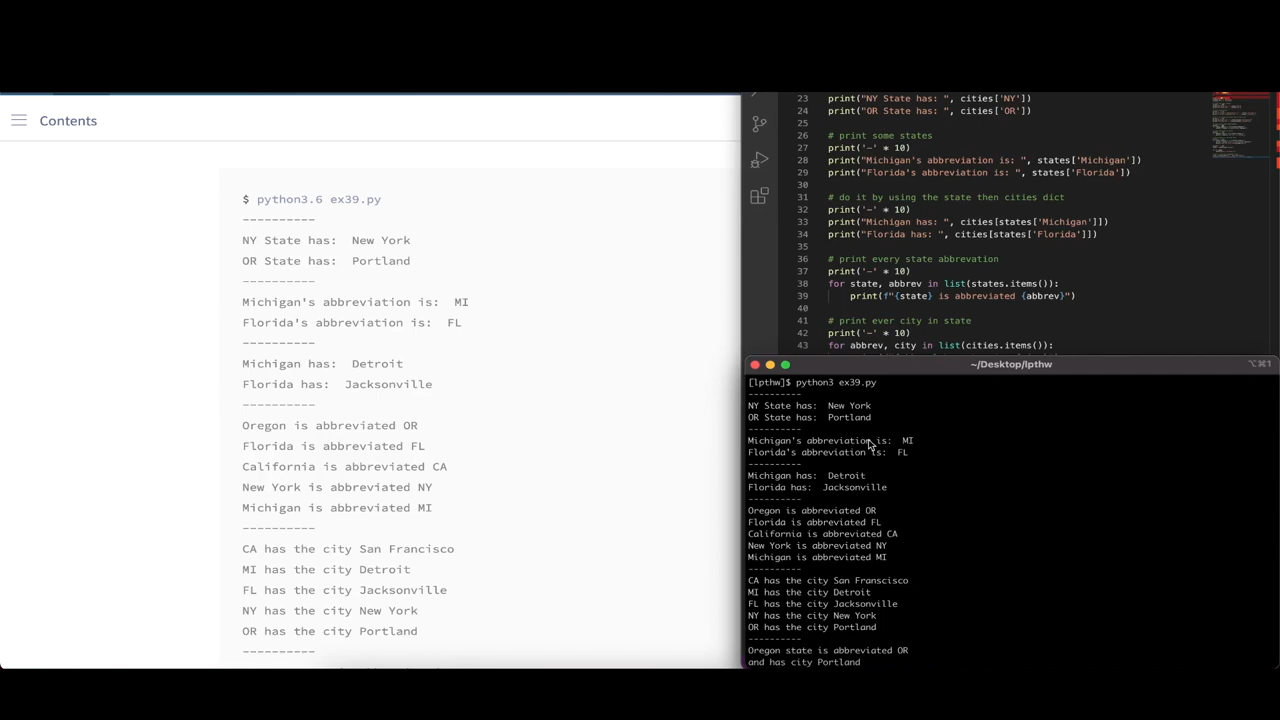 Contents
$ python3.6 ex39.py
----------
NY State has:  New York
OR State has:  Portland
----------
Michigan's abbreviation is:  MI
Florida's abbreviation is:  FL
----------
Michigan has:  Detroit
Florida has:  Jacksonville
----------
Oregon is abbreviated OR
Florida is abbreviated FL
California is abbreviated CA
New York is abbreviated NY
Michigan is abbreviated MI
----------
CA has the city San Francisco
MI has the city Detroit
FL has the city Jacksonville
NY has the city New York
OR has the city Portland
----------
23 print("NY State has: ", cities['NY'])
24 print("OR State has: ", cities['OR'])
25
26 # print some states
27 print('-' * 10)
28 print("Michigan's abbreviation is: ", states['Michigan'])
29 print("Florida's abbreviation is: ", states['Florida'])
30
31 # do it by using the state then cities dict
32 print('-' * 10)
33 print("Michigan has: ", cities[states['Michigan']])
34 print("Florida has: ", cities[states['Florida']])
35
36 # print every state abbrevation
37 print('-' * 10)
38 for state, abbrev in list(states.items()):
39     print(f"{state} is abbreviated {abbrev}")
40
41 # print ever city in state
42 print('-' * 10)
43 for abbrev, city in list(cities.items()):
~/Desktop/lpthw
⌥⌘1
[lpthw]$ python3 ex39.py
----------
NY State has:  New York
OR State has:  Portland
----------
Michigan's abbreviation is:  MI
Florida's abbreviation is:  FL
----------
Michigan has:  Detroit
Florida has:  Jacksonville
----------
Oregon is abbreviated OR
Florida is abbreviated FL
California is abbreviated CA
New York is abbreviated NY
Michigan is abbreviated MI
----------
CA has the city San Franscisco
MI has the city Detroit
FL has the city Jacksonville
NY has the city New York
OR has the city Portland
----------
Oregon state is abbreviated OR
and has city Portland